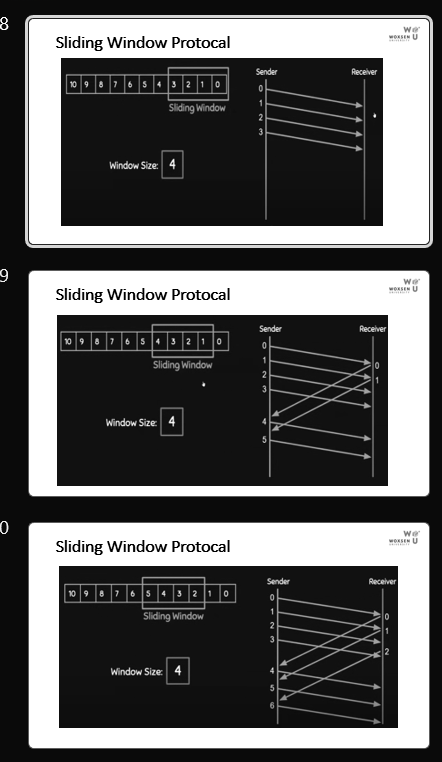 8
Sliding Window Protocal
WOXSEN
UNIVERSITY
10 9 8 7 6 5 4 3 2 1 0
Sliding Window
Window Size: 4
Sender Receiver
0
1
2
3
9
Sliding Window Protocal
WOXSEN
UNIVERSITY
10 9 8 7 6 5 4 3 2 1 0
Sliding Window
Window Size: 4
Sender Receiver
0
1 0
2 1
3
4
5
0
Sliding Window Protocal
WOXSEN
UNIVERSITY
10 9 8 7 6 5 4 3 2 1 0
Sliding Window
Window Size: 4
Sender Receiver
0
1 0
2 1
3 2
4
5
6